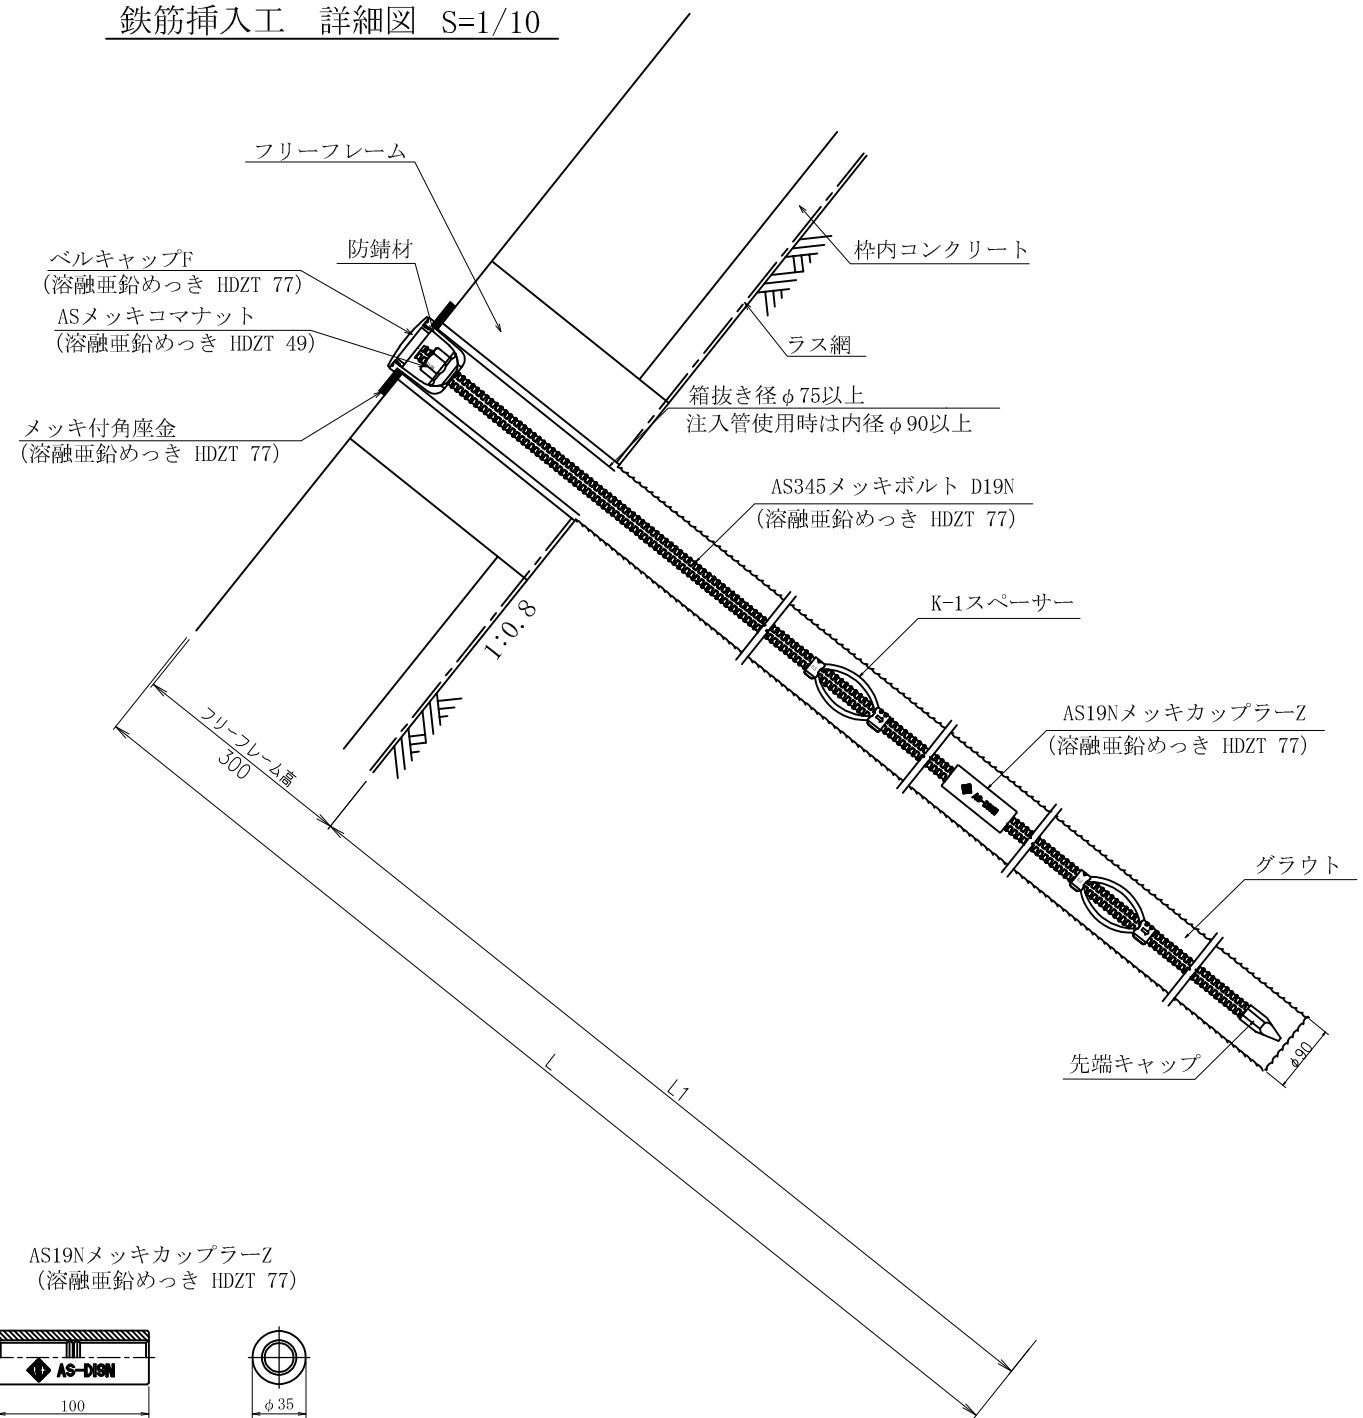 鉄筋挿入工　詳細図 S=1/10
フリーフレーム
防錆材
ベルキャップF
(溶融亜鉛めっき HDZT 77)
ASメッキコマナット
(溶融亜鉛めっき HDZT 49)
メッキ付角座金
(溶融亜鉛めっき HDZT 77)
枠内コンクリート
ラス網
箱抜き径φ75以上
注入管使用時は内径φ90以上
AS345メッキボルト D19N
(溶融亜鉛めっき HDZT 77)
K-1スペーサー
1:0.8
AS19NメッキカップラーZ
(溶融亜鉛めっき HDZT 77)
フリーフレーム高
300
グラウト
先端キャップ
φ90
L
L1
AS19NメッキカップラーZ
(溶融亜鉛めっき HDZT 77)
AS-D19N
100
φ35